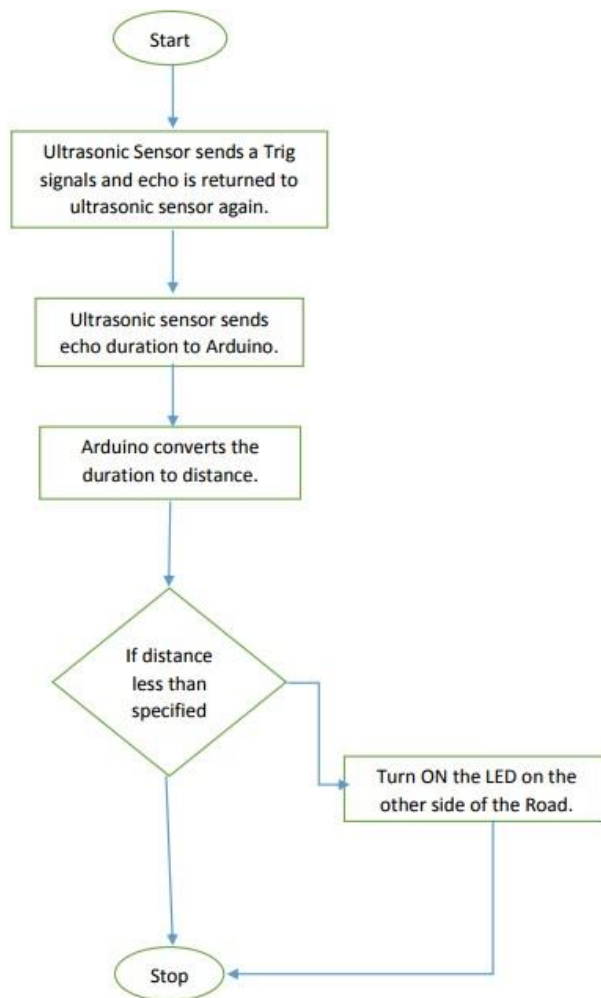 Start
Ultrasonic Sensor sends a Trig
signals and echo is returned to
ultrasonic sensor again.
Ultrasonic sensor sends
echo duration to Arduino.
Arduino converts the
duration to distance.
If distance
less than
specified
Turn ON the LED on the
other side of the Road.
Stop